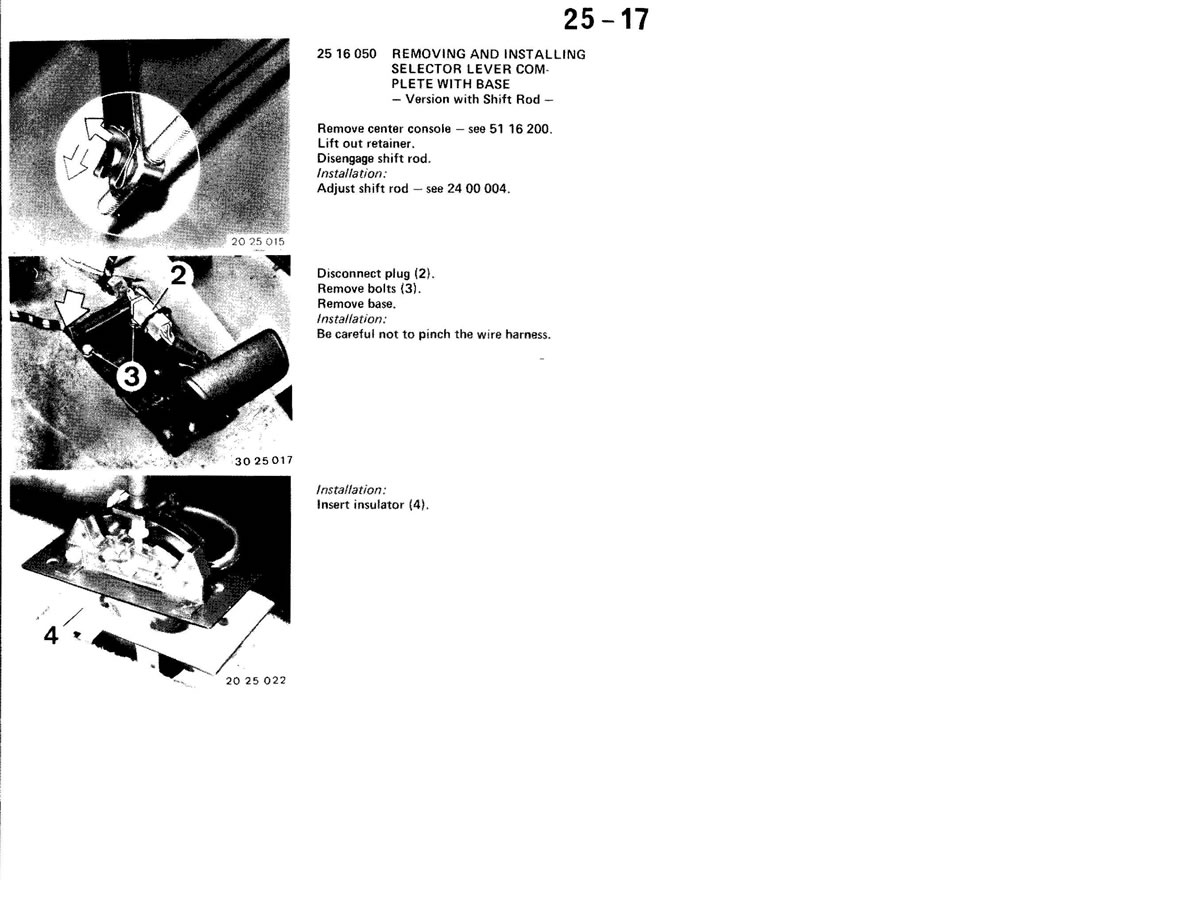 25 – 17
25 16 050 REMOVING AND INSTALLING
SELECTOR LEVER COM-
PLETE WITH BASE
– Version with Shift Rod –
Remove center console – see 51 16 200.
Lift out retainer.
Disengage shift rod.
Installation:
Adjust shift rod – see 24 00 004.
20 25 015
Disconnect plug (2).
Remove bolts (3).
Remove base.
Installation:
Be careful not to pinch the wire harness.
2
3
30 25 017
Installation:
Insert insulator (4).
4
20 25 022